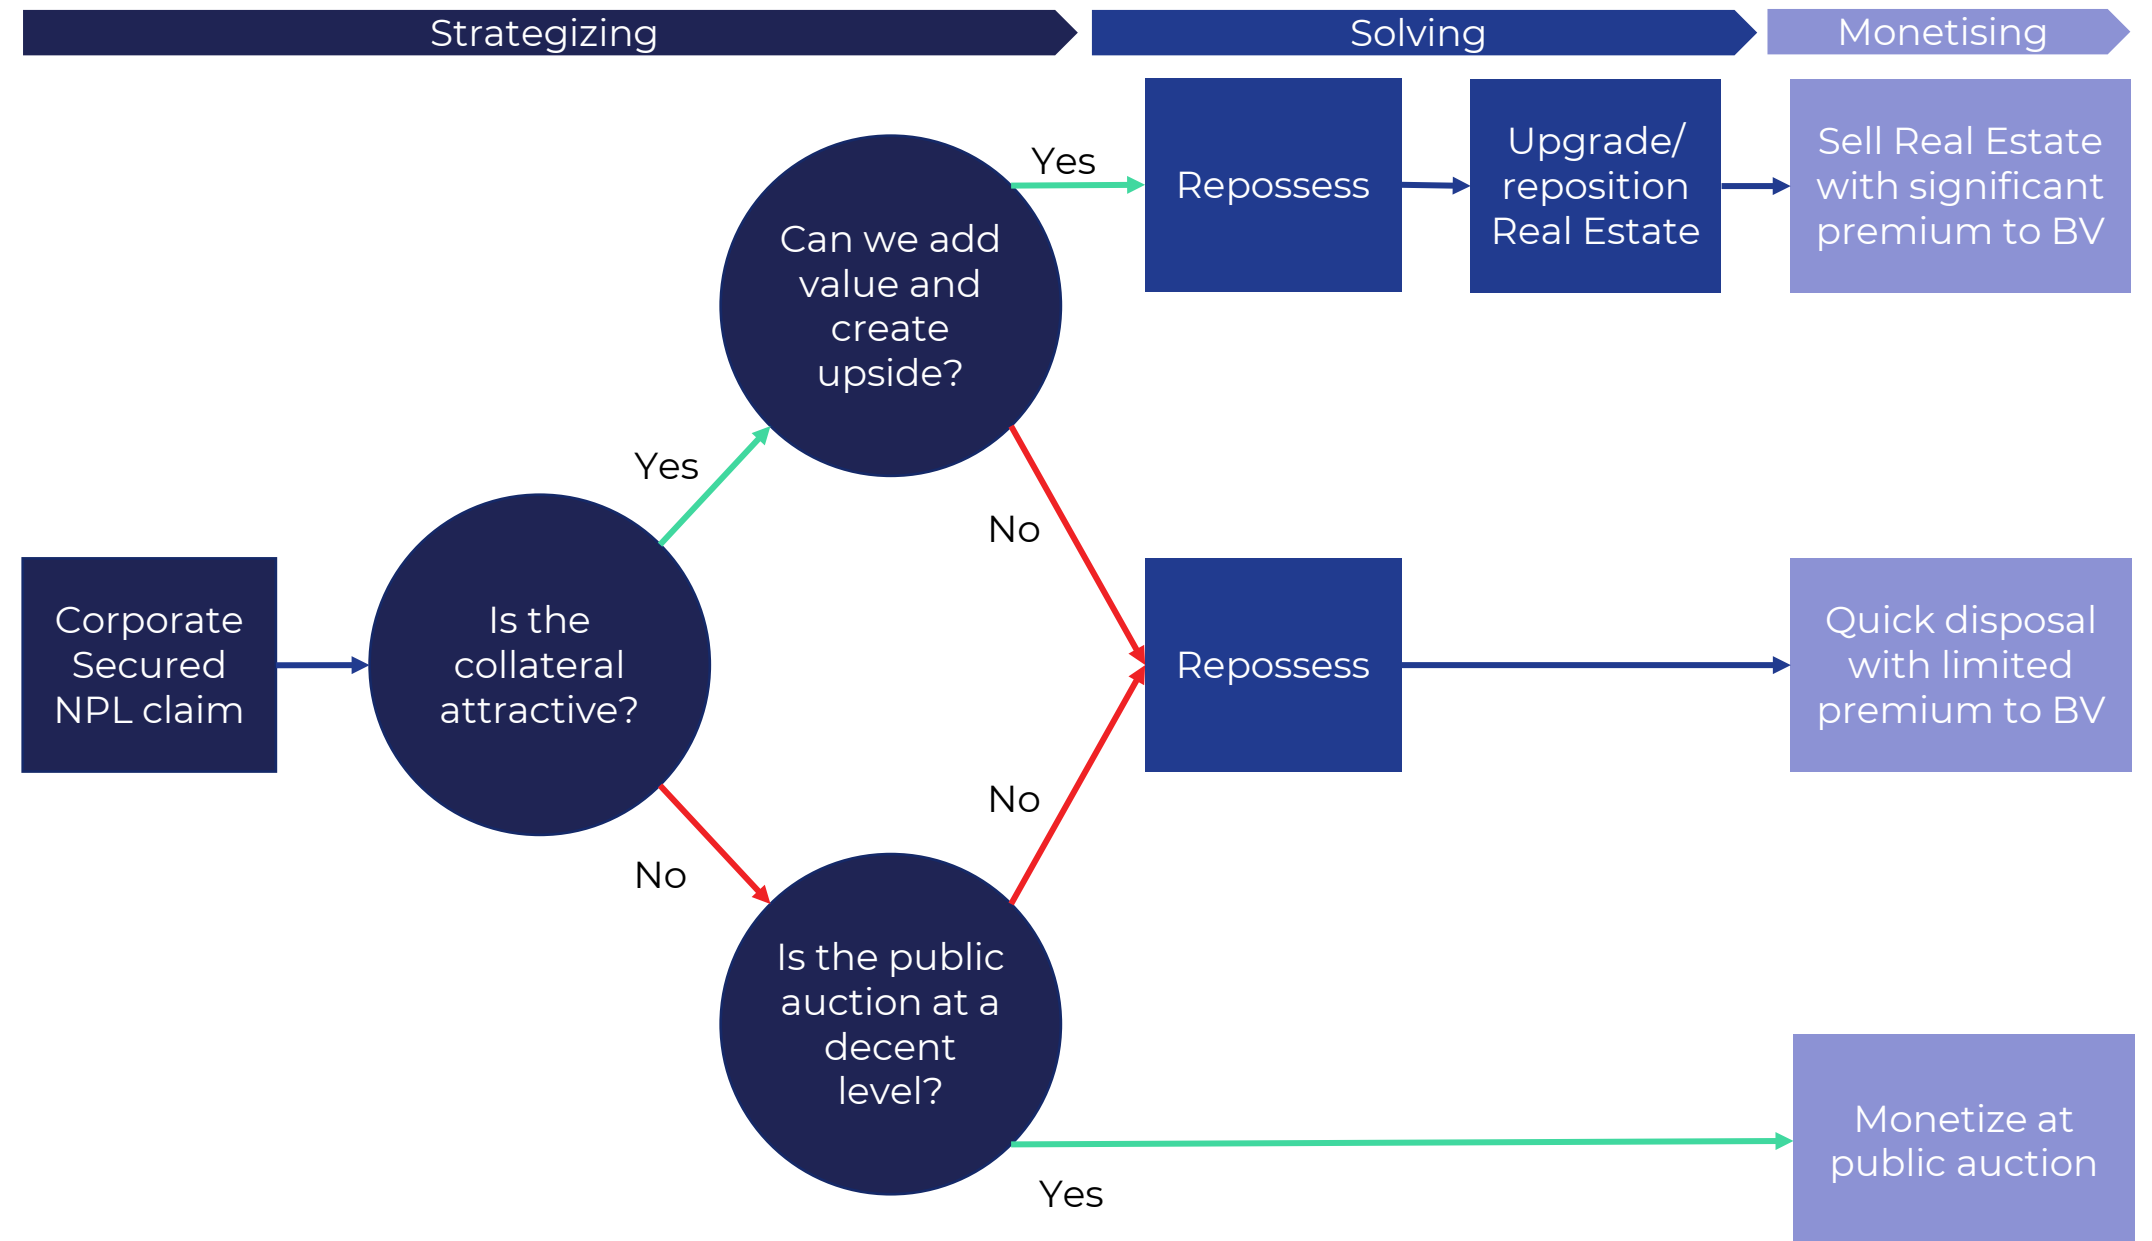 Strategizing
Solving
Monetising
Yes
Repossess
Upgrade/
reposition
Real Estate
Sell Real Estate
with significant
premium to BV
Can we add
value and
create
upside?
Yes
No
Corporate
Secured
NPL claim
Is the
collateral
attractive?
Repossess
Quick disposal
with limited
premium to BV
No
No
Is the public
auction at a
decent
level?
Yes
Monetize at
public auction